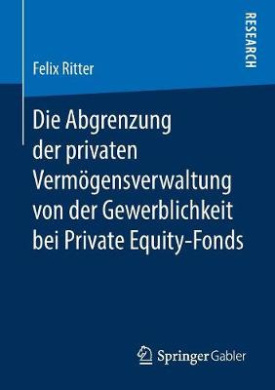 RESEARCH
Felix Ritter
Die Abgrenzung
der privaten
Vermögensverwaltung
von der Gewerblichkeit
bei Private Equity-Fonds
Springer Gabler